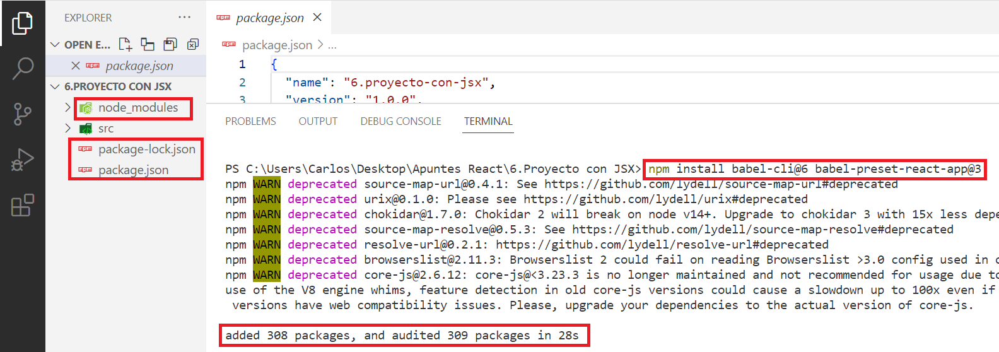 EXPLORER
OPEN E...
package.json
6.PROYECTO CON JSX
node_modules
src
package-lock.json
package.json
package.json
package.json > ...
1 {
2 "name": "6.proyecto-con-jsx",
3 "version": "1.0.0",
PROBLEMS OUTPUT DEBUG CONSOLE TERMINAL
PS C:\Users\Carlos\Desktop\Apuntes React\6.Proyecto con JSX> npm install babel-cli@6 babel-preset-react-app@3
npm WARN deprecated source-map-url@0.4.1: See https://github.com/lydell/source-map-url#deprecated
npm WARN deprecated urix@0.1.0: Please see https://github.com/lydell/urix#deprecated
npm WARN deprecated chokidar@1.7.0: Chokidar 2 will break on node v14+. Upgrade to chokidar 3 with 15x less depe
npm WARN deprecated source-map-resolve@0.5.3: See https://github.com/lydell/source-map-resolve#deprecated
npm WARN deprecated resolve-url@0.2.1: https://github.com/lydell/resolve-url#deprecated
npm WARN deprecated browserslist@2.11.3: Browserslist 2 could fail on reading Browserslist >3.0 config used in o
npm WARN deprecated core-js@2.6.12: core-js@<3.23.3 is no longer maintained and not recommended for usage due to
use of the V8 engine whims, feature detection in old core-js versions could cause a slowdown up to 100x even if
versions have web compatibility issues. Please, upgrade your dependencies to the actual version of core-js.
added 308 packages, and audited 309 packages in 28s